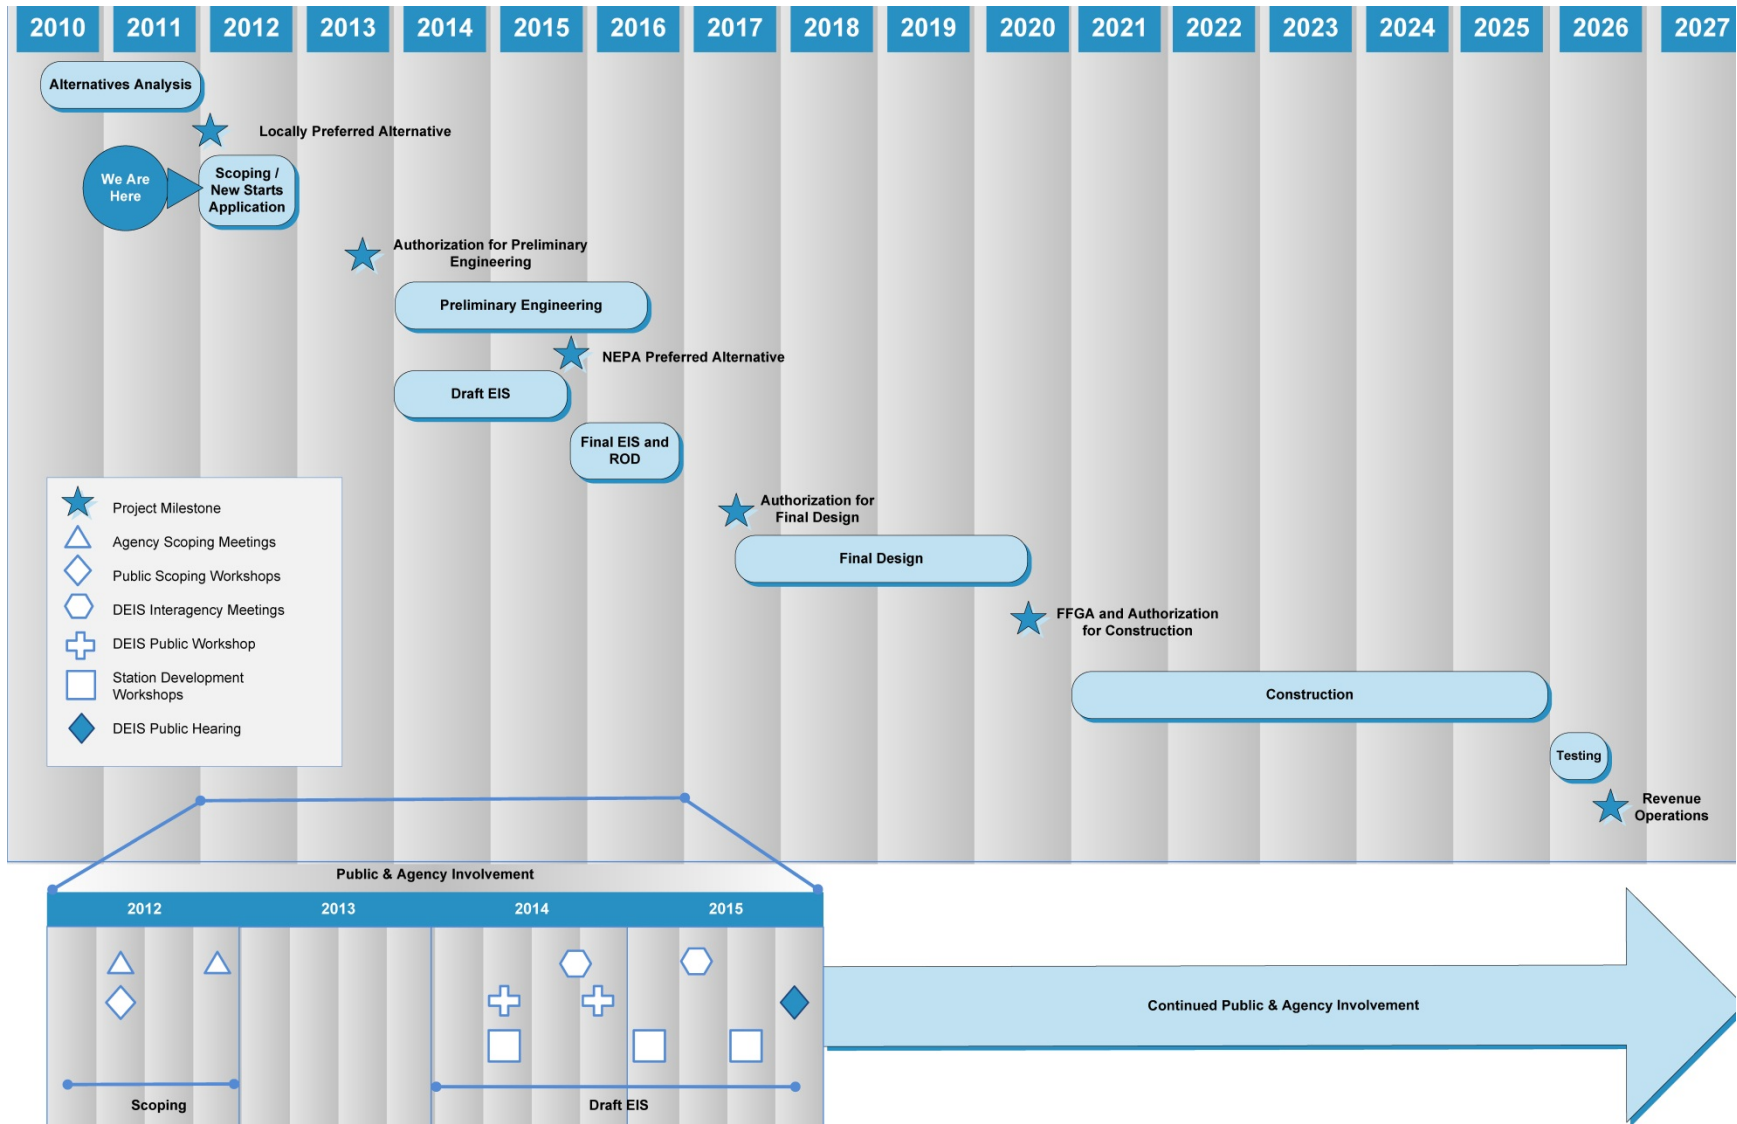 2010 2011 2012 2013 2014 2015 2016 2017 2018 2019 2020 2021 2022 2023 2024 2025 2026 2027
Alternatives Analysis
Locally Preferred Alternative
We Are
Here
Scoping /
New Starts
Application
Authorization for Preliminary
Engineering
Preliminary Engineering
NEPA Preferred Alternative
Draft EIS
Final EIS and
ROD
Authorization for
Final Design
Final Design
FFGA and Authorization
for Construction
Construction
Testing
Revenue
Operations
Project Milestone
Agency Scoping Meetings
Public Scoping Workshops
DEIS Interagency Meetings
DEIS Public Workshop
Station Development
Workshops
DEIS Public Hearing
Public & Agency Involvement
2012 2013 2014 2015
Scoping
Draft EIS
Continued Public & Agency Involvement